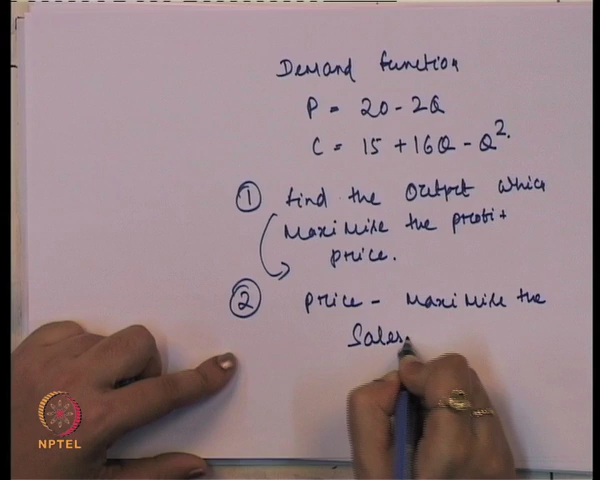 Demand function
P = 20 - 2Q
C = 15 + 16Q - Q².
① find the output which
Maximize the profit
price.
② price - Maximize the
Sales.
NPTEL